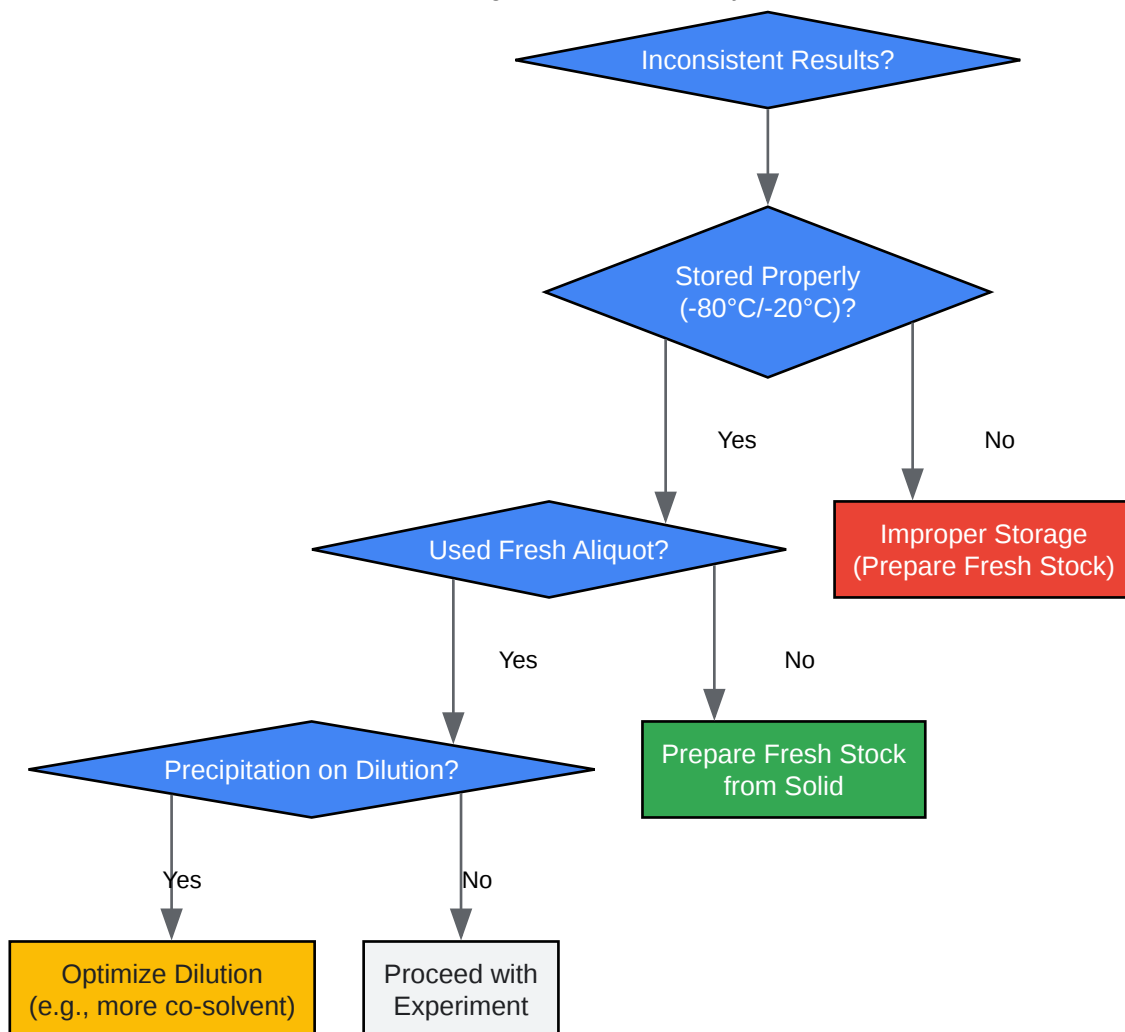 Inconsistent Results?
Stored Properly
(-80°C/-20°C)?
Yes
No
Used Fresh Aliquot?
Improper Storage
(Prepare Fresh Stock)
Yes
No
Precipitation on Dilution?
Prepare Fresh Stock
from Solid
Yes
No
Optimize Dilution
(e.g., more co-solvent)
Proceed with
Experiment